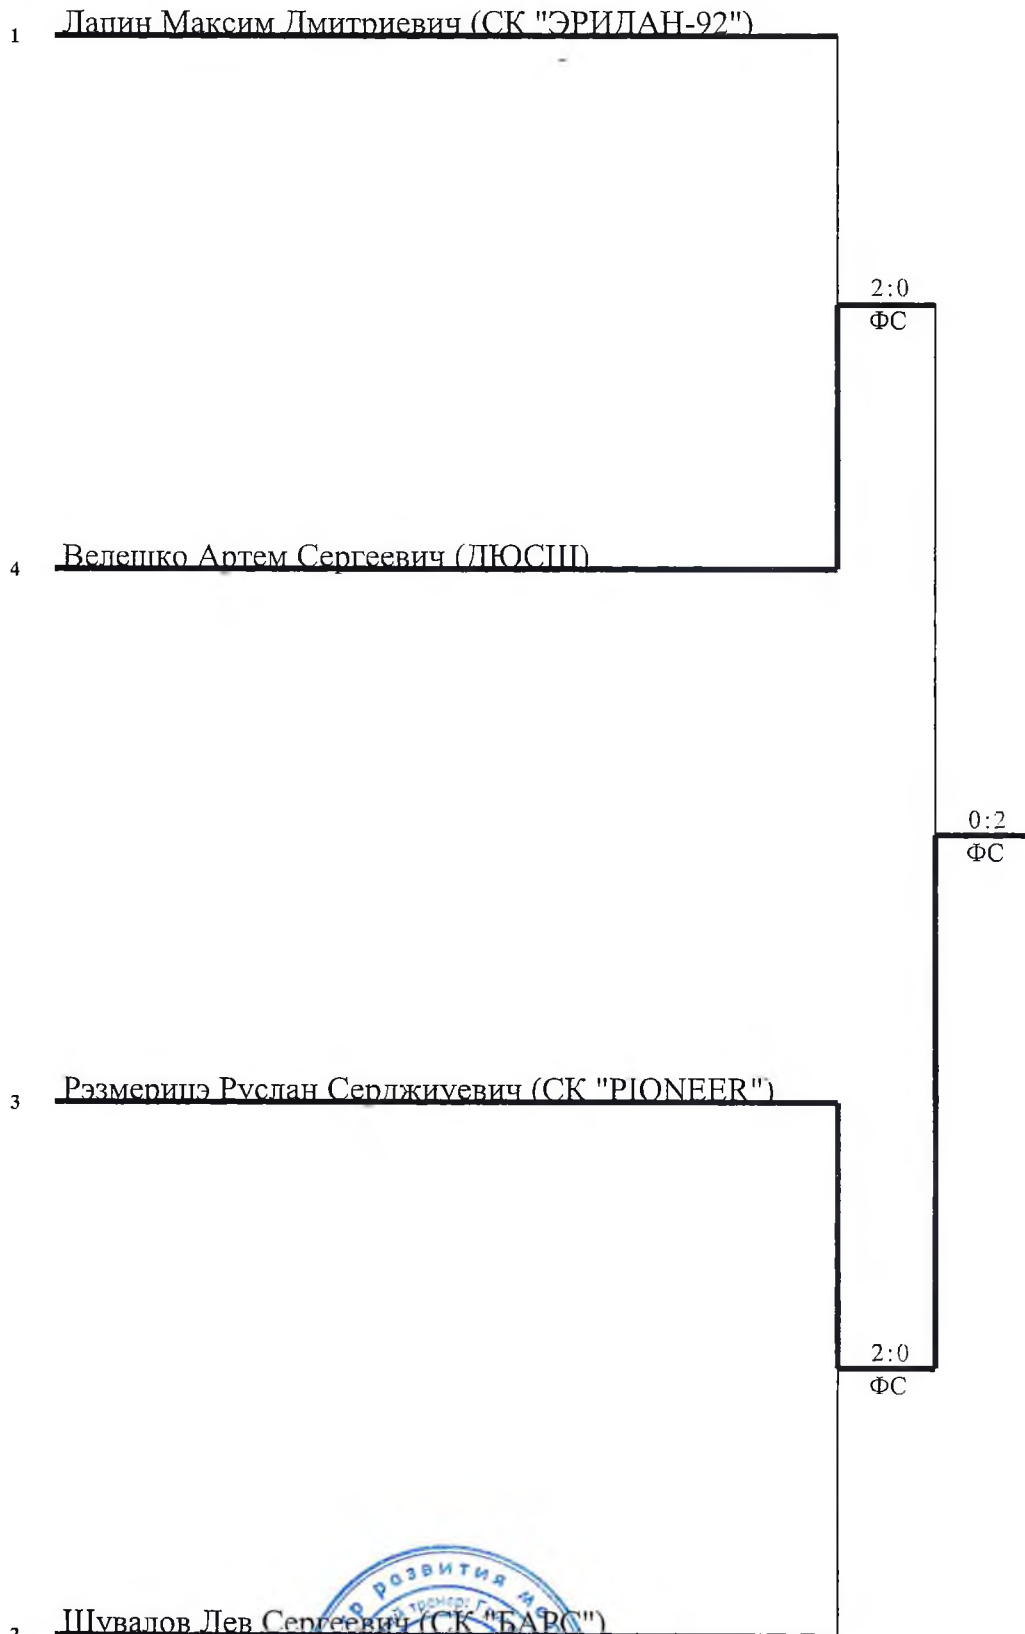 1 Лапин Максим Дмитриевич (СК "ЭРИДАН-92")
2:0
ФС
4 Велешко Артем Сергеевич (ДЮСШ)
0:2
ФС
3 Рэзмерицэ Руслан Серджиуевич (СК "PIONEER")
2:0
ФС
развития
тренер:
2 Шувалов Лев Сергеевич (СК "БАРС")